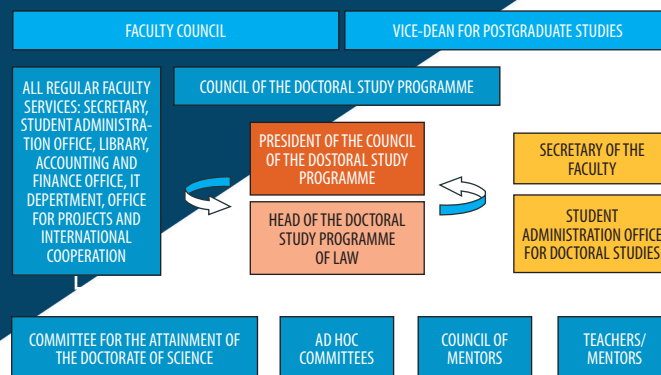 FACULTY COUNCIL
VICE-DEAN FOR POSTGRADUATE STUDIES
ALL REGULAR FACULTY
SERVICES: SECRETARY,
STUDENT ADMINISTRA-
TION OFFICE, LIBRARY,
ACCOUNTING AND
FINANCE OFFICE, IT
DEPERTMENT, OFFICE
FOR PROJECTS AND
INTERNATIONAL
COOPERATION
COUNCIL OF THE DOCTORAL STUDY PROGRAMME
PRESIDENT OF THE COUNCIL
OF THE DOSTORAL STUDY
PROGRAMME
HEAD OF THE DOCTORAL
STUDY PROGRAMME
OF LAW
SECRETARY OF THE
FACULTY
STUDENT
ADMINISTRATION OFFICE
FOR DOCTORAL STUDIES
COMMITTEE FOR THE ATTAINMENT OF
THE DOCTORATE OF SCIENCE
AD HOC
COMMITTEES
COUNCIL OF
MENTORS
TEACHERS/
MENTORS